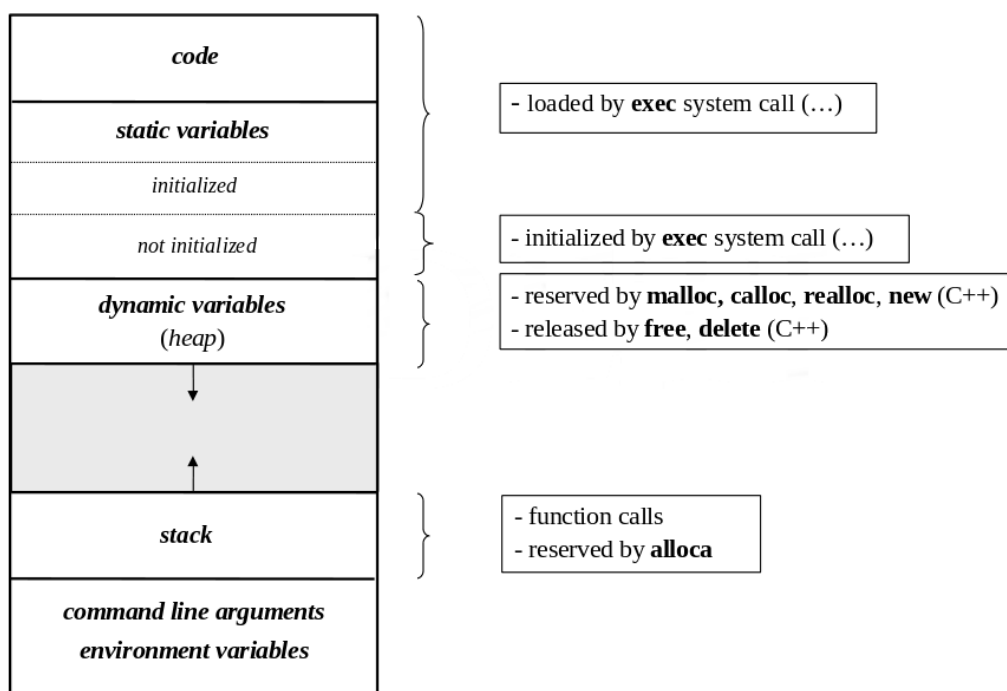 code
- loaded by exec system call (…)
static variables
initialized
not initialized
- initialized by exec system call (…)
dynamic variables
(heap)
- reserved by malloc, calloc, realloc, new (C++)
- released by free, delete (C++)
stack
- function calls
- reserved by alloca
command line arguments
environment variables